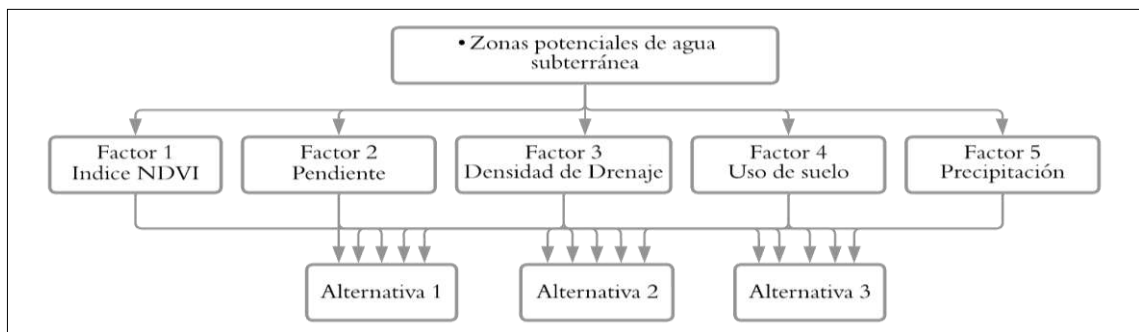 • Zonas potenciales de agua
subterránea
Factor 1
Indice NDVI
Factor 2
Pendiente
Factor 3
Densidad de Drenaje
Factor 4
Uso de suelo
Factor 5
Precipitación
Alternativa 1
Alternativa 2
Alternativa 3